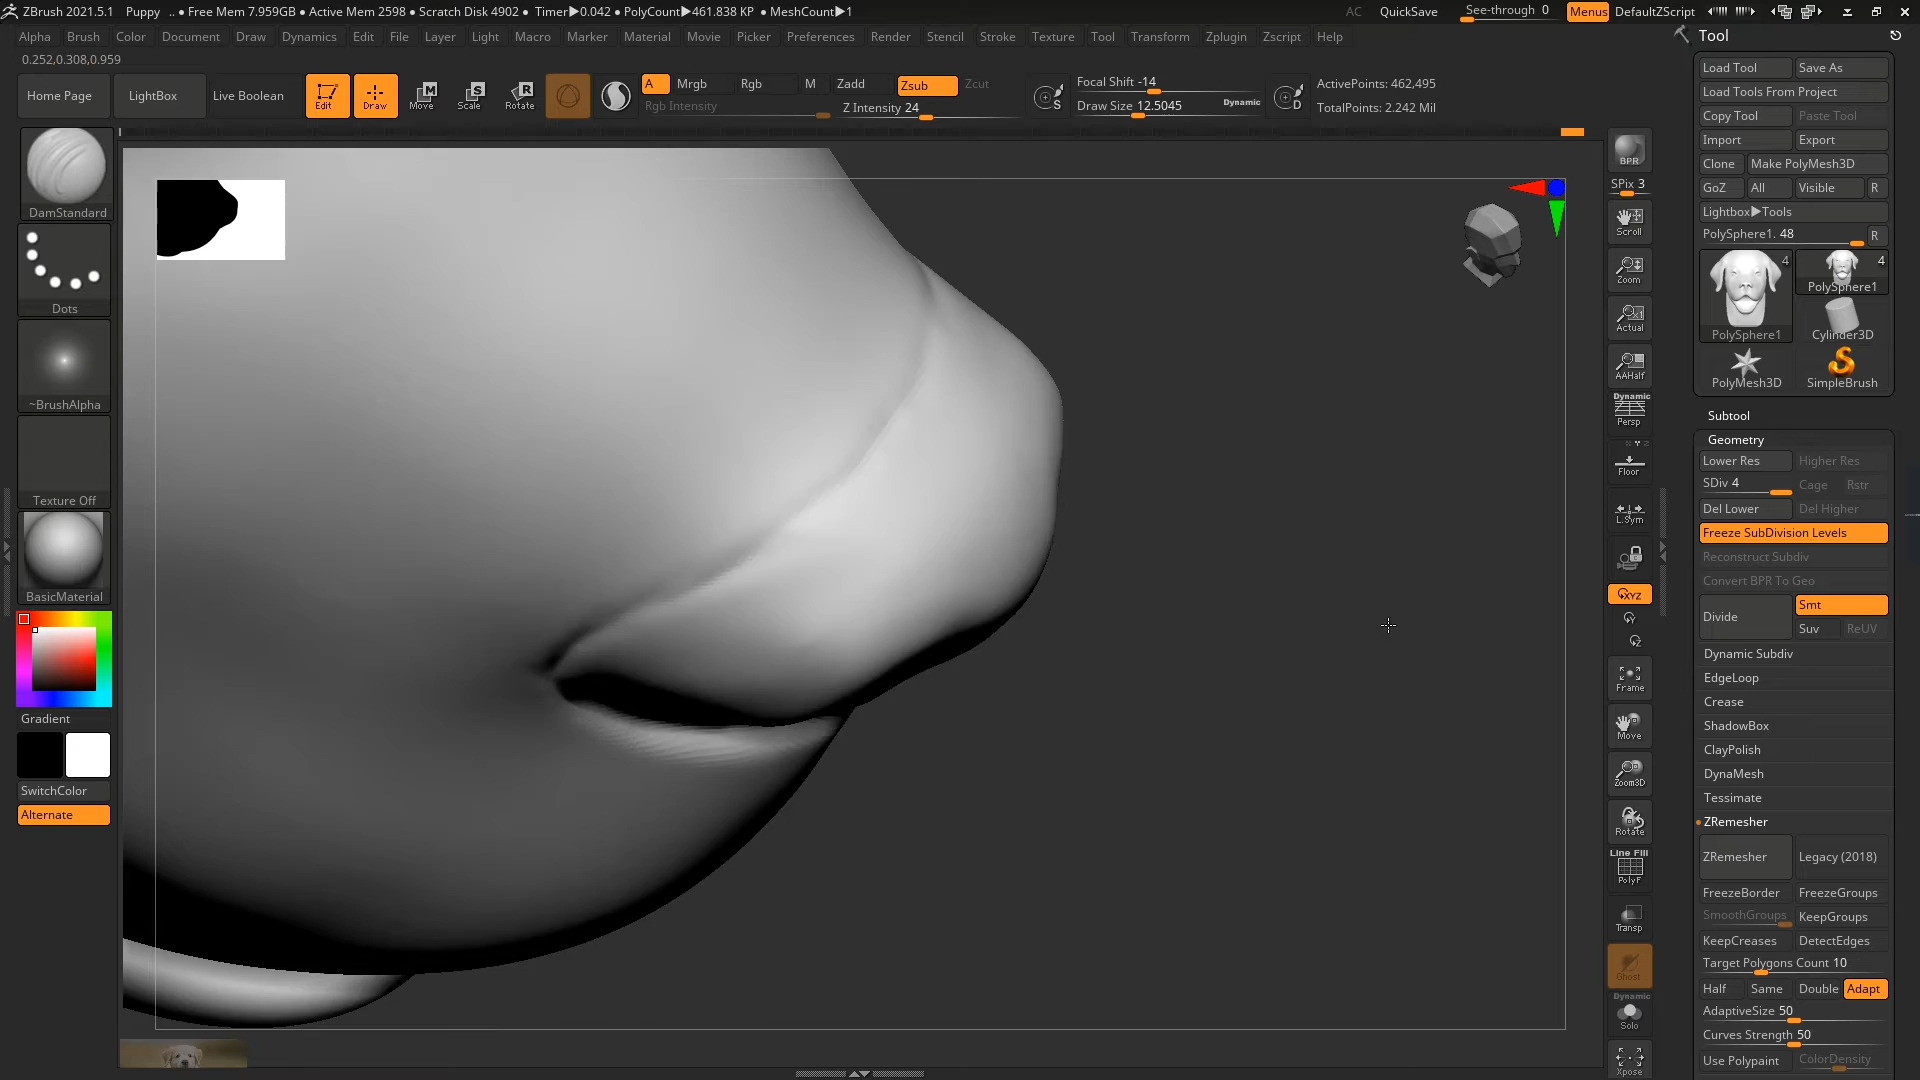 ZBrush 2021.5.1 Puppy .. • Free Mem 7.959GB • Active Mem 2598 • Scratch Disk 4902 • Timer▶0.042 • PolyCount▶461.838 KP • MeshCount▶1 AC QuickSave See-through 0 Menus DefaultZScript
Alpha Brush Color Document Draw Dynamics Edit File Layer Light Macro Marker Material Movie Picker Preferences Render Stencil Stroke Texture Tool Transform Zplugin Zscript Help
0.252,0.308,0.959
Home Page LightBox Live Boolean Edit Draw Move Scale Rotate
A Mrgb Rgb M Zadd Zsub Zcut
Rgb Intensity Z Intensity 24
S Focal Shift -14
Draw Size 12.5045 Dynamic
D ActivePoints: 462,495
TotalPoints: 2.242 Mil
DamStandard
Dots
~BrushAlpha
Texture Off
BasicMaterial
Gradient
SwitchColor
Alternate
BPR
SPix 3
Scroll
Zoom
Actual
AAHalf
Dynamic
Persp
Floor
L.Sym
XYZ
Y
Z
Frame
Move
Zoom3D
Rotate
Line Fill
PolyF
Transp
Ghost
Dynamic
Solo
Xpose
Tool
Load Tool Save As
Load Tools From Project
Copy Tool Paste Tool
Import Export
Clone Make PolyMesh3D
GoZ All Visible R
Lightbox▶Tools
PolySphere1. 48 R
4 4
PolySphere1
PolySphere1 Cylinder3D
PolyMesh3D SimpleBrush
Subtool
Geometry
Lower Res Higher Res
SDiv 4 Cage Rstr
Del Lower Del Higher
Freeze SubDivision Levels
Reconstruct Subdiv
Convert BPR To Geo
Divide Smt
Suv ReUV
Dynamic Subdiv
EdgeLoop
Crease
ShadowBox
ClayPolish
DynaMesh
Tessimate
ZRemesher
ZRemesher Legacy (2018)
FreezeBorder FreezeGroups
SmoothGroups KeepGroups
KeepCreases DetectEdges
Target Polygons Count 10
Half Same Double Adapt
AdaptiveSize 50
Curves Strength 50
Use Polypaint ColorDensity